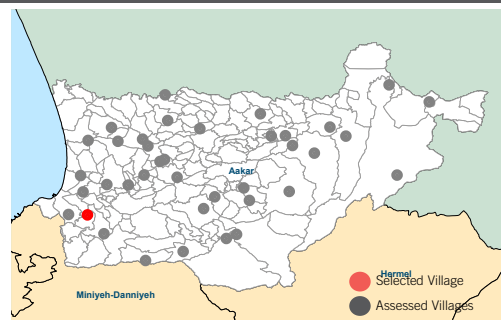 Aakar
Hermel
Selected Village
Miniyeh-Danniyeh
Assessed Villages